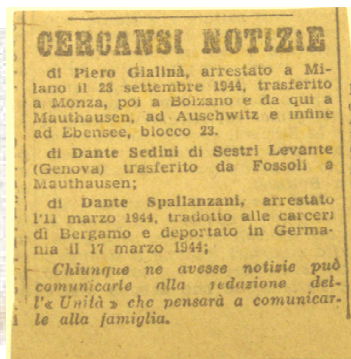 CERCANSI NOTIZIE
di Piero Gialinà, arrestato a Mi-
lano il 23 settembre 1944, trasferito
a Monza, poi a Bolzano e da qui a
Mauthausen, ad Auschwitz e infine
ad Ebensee, blocco 23.
di Dante Sedini di Sestri Levante
(Genova) trasferito da Fossoli a
Mauthausen;
di Dante Spallanzani, arrestato
l'11 marzo 1944, tradotto alle carceri
di Bergamo e deportato in Germa-
nia il 17 marzo 1944;
Chiunque ne avesse notizie può
comunicarle alla redazione del-
l'« Unità » che penserà a comunicar-
le alla famiglia.